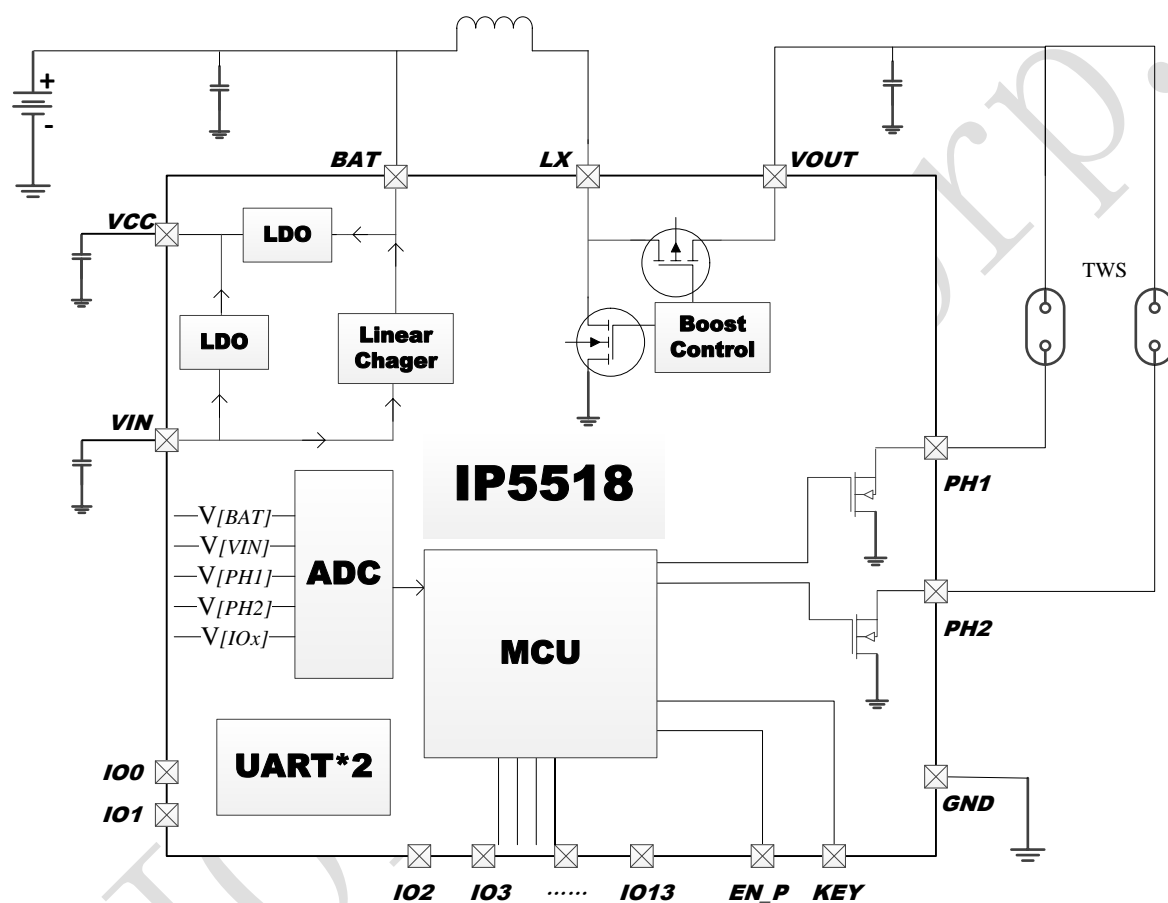 +
-
BAT
LX
VOUT
VCC
LDO
TWS
LDO
Linear
Chager
Boost
Control
VIN
IP5518
PH1
V[BAT]
V[VIN]
V[PH1]
V[PH2]
V[IOx]
ADC
MCU
PH2
UART*2
IO0
IO1
GND
IO2
IO3
······
IO13
EN_P
KEY
orp.